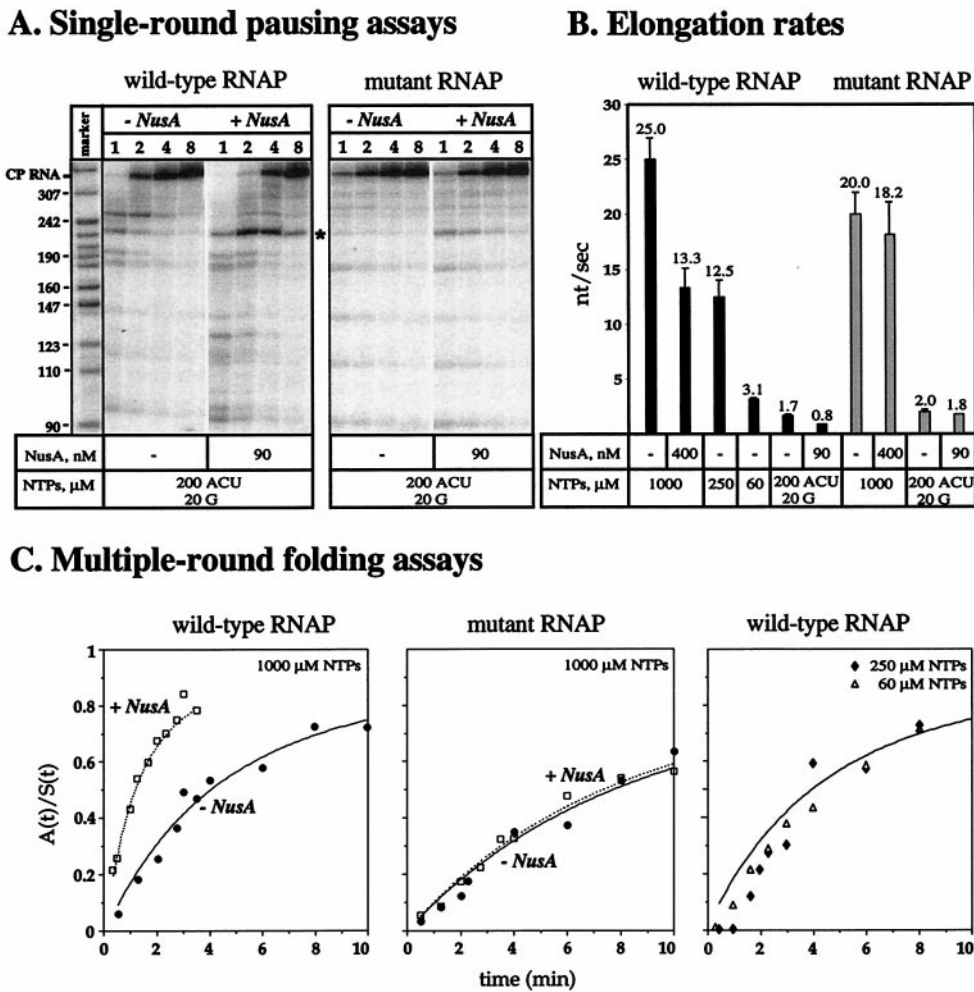 A. Single-round pausing assays
wild-type RNAP
mutant RNAP
marker
- NusA
+ NusA
- NusA
+ NusA
1 2 4 8 1 2 4 8
1 2 4 8 1 2 4 8
CP RNA
307
242
*
190
160
147
123
110
90
NusA, nM
-
90
-
90
NTPs, μM
200 ACU
20 G
200 ACU
20 G
B. Elongation rates
wild-type RNAP
mutant RNAP
nt/sec
30
25
20
15
10
5
25.0
13.3
12.5
3.1
1.7
0.8
20.0
18.2
2.0
1.8
NusA, nM
- 400 - - - 90 - 400 - 90
NTPs, μM
1000
250
60
200 ACU
20 G
1000
200 ACU
20 G
C. Multiple-round folding assays
wild-type RNAP
mutant RNAP
wild-type RNAP
A(t)/S(t)
1
0.8
0.6
0.4
0.2
0
1000 μM NTPs
+ NusA
- NusA
0 2 4 6 8 10
1000 μM NTPs
+ NusA
- NusA
0 2 4 6 8 10
250 μM NTPs
60 μM NTPs
0 2 4 6 8 10
time (min)